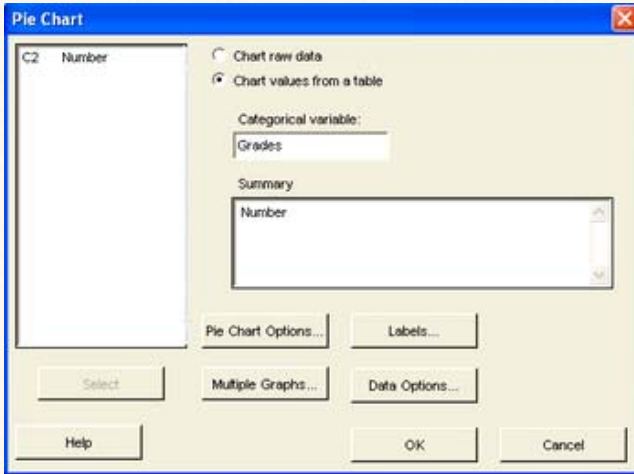 Pie Chart
C2 Number
Chart raw data
Chart values from a table
Categorical variable:
Grades
Summary
Number
Pie Chart Options...
Labels...
Select
Multiple Graphs...
Data Options...
Help
OK
Cancel